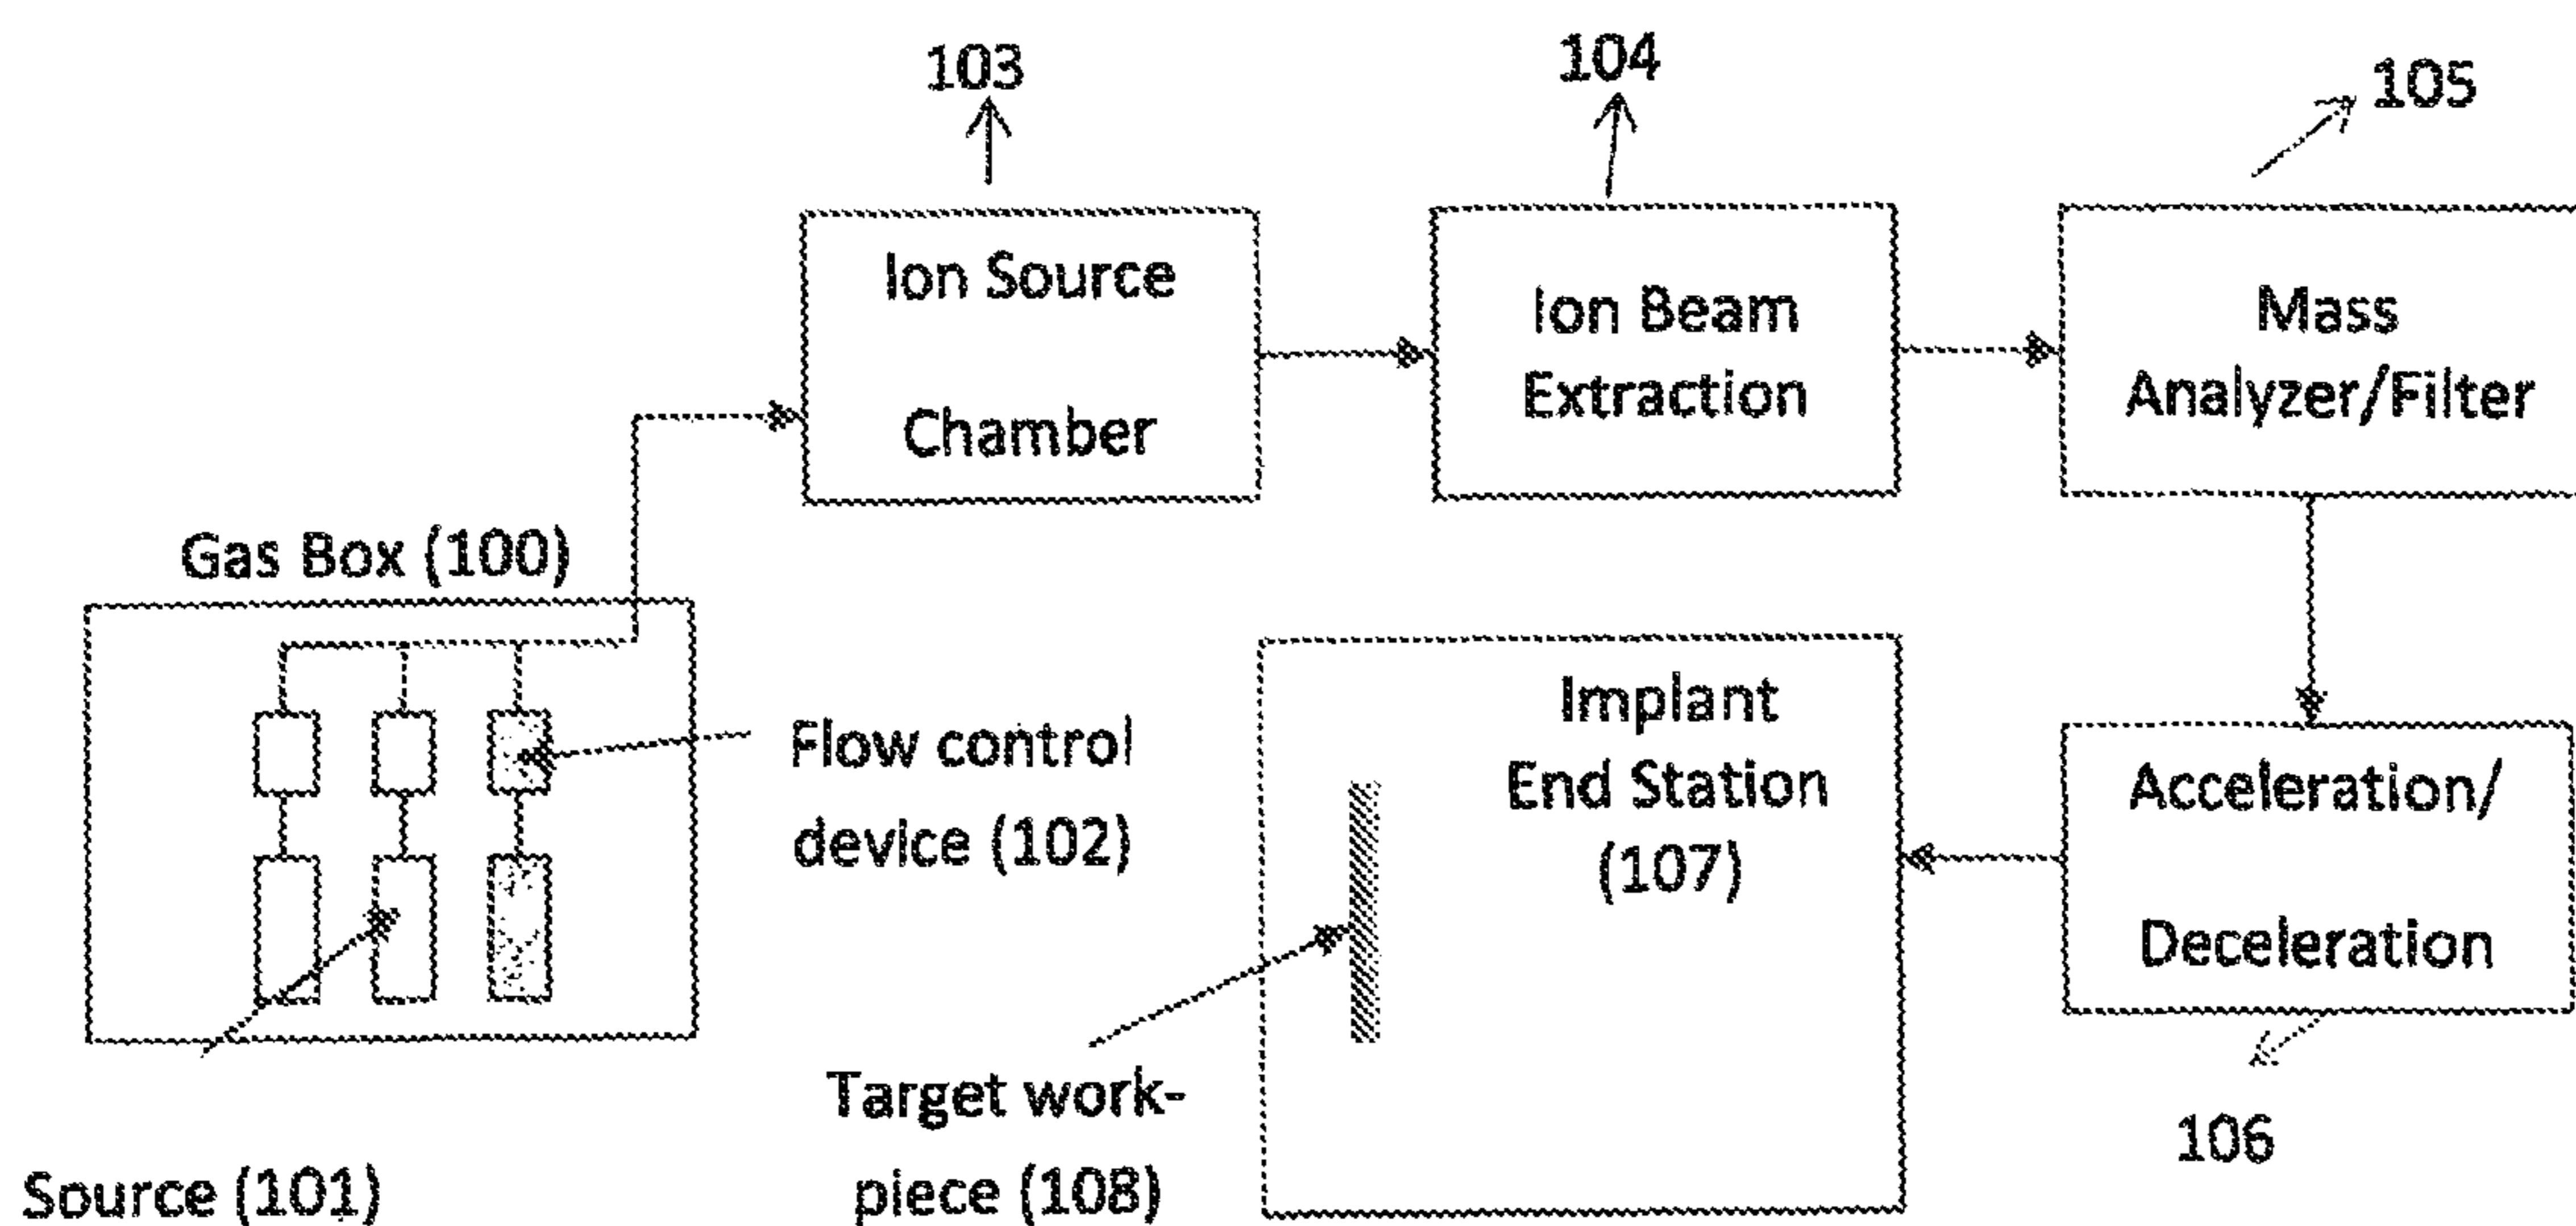 103
104
105
Ion Source
Chamber
Ion Beam
Extraction
Mass
Analyzer/Filter
Gas Box (100)
Flow control
device (102)
Source (101)
Target work-
piece (108)
Implant
End Station
(107)
Acceleration/
Deceleration
106